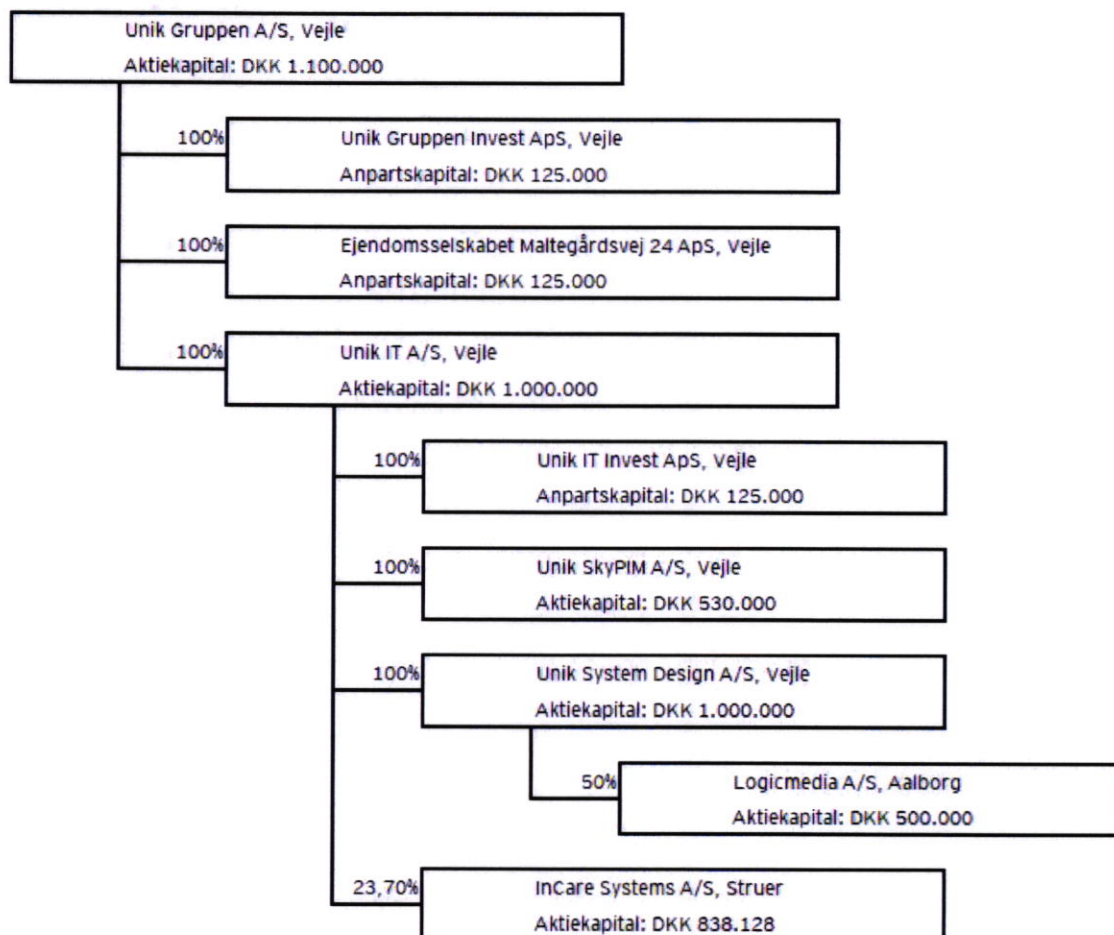 Unik Gruppen A/S, Vejle
Aktiekapital: DKK 1.100.000
100%
Unik Gruppen Invest ApS, Vejle
Anpartskapital: DKK 125.000
100%
Ejendomsselskabet Maltegårdsvej 24 ApS, Vejle
Anpartskapital: DKK 125.000
100%
Unik IT A/S, Vejle
Aktiekapital: DKK 1.000.000
100%
Unik IT Invest ApS, Vejle
Anpartskapital: DKK 125.000
100%
Unik SkyPIM A/S, Vejle
Aktiekapital: DKK 530.000
100%
Unik System Design A/S, Vejle
Aktiekapital: DKK 1.000.000
50%
Logicmedia A/S, Aalborg
Aktiekapital: DKK 500.000
23,70%
InCare Systems A/S, Struer
Aktiekapital: DKK 838.128